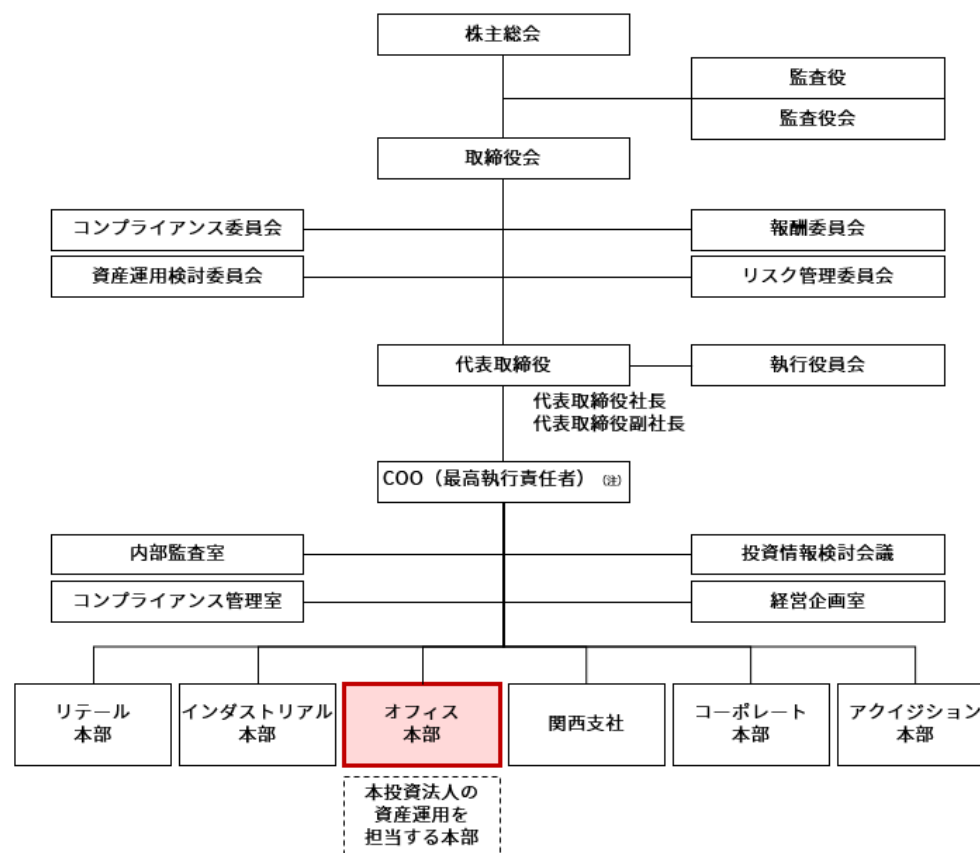 株主総会
監査役
監査役会
取締役会
コンプライアンス委員会
報酬委員会
資産運用検討委員会
リスク管理委員会
代表取締役
執行役員会
代表取締役社長
代表取締役副社長
COO（最高執行責任者）（注）
内部監査室
投資情報検討会議
コンプライアンス管理室
経営企画室
リテール
本部
インダストリアル
本部
オフィス
本部
関西支社
コーポレート
本部
アクイジション
本部
本投資法人の
資産運用を
担当する本部